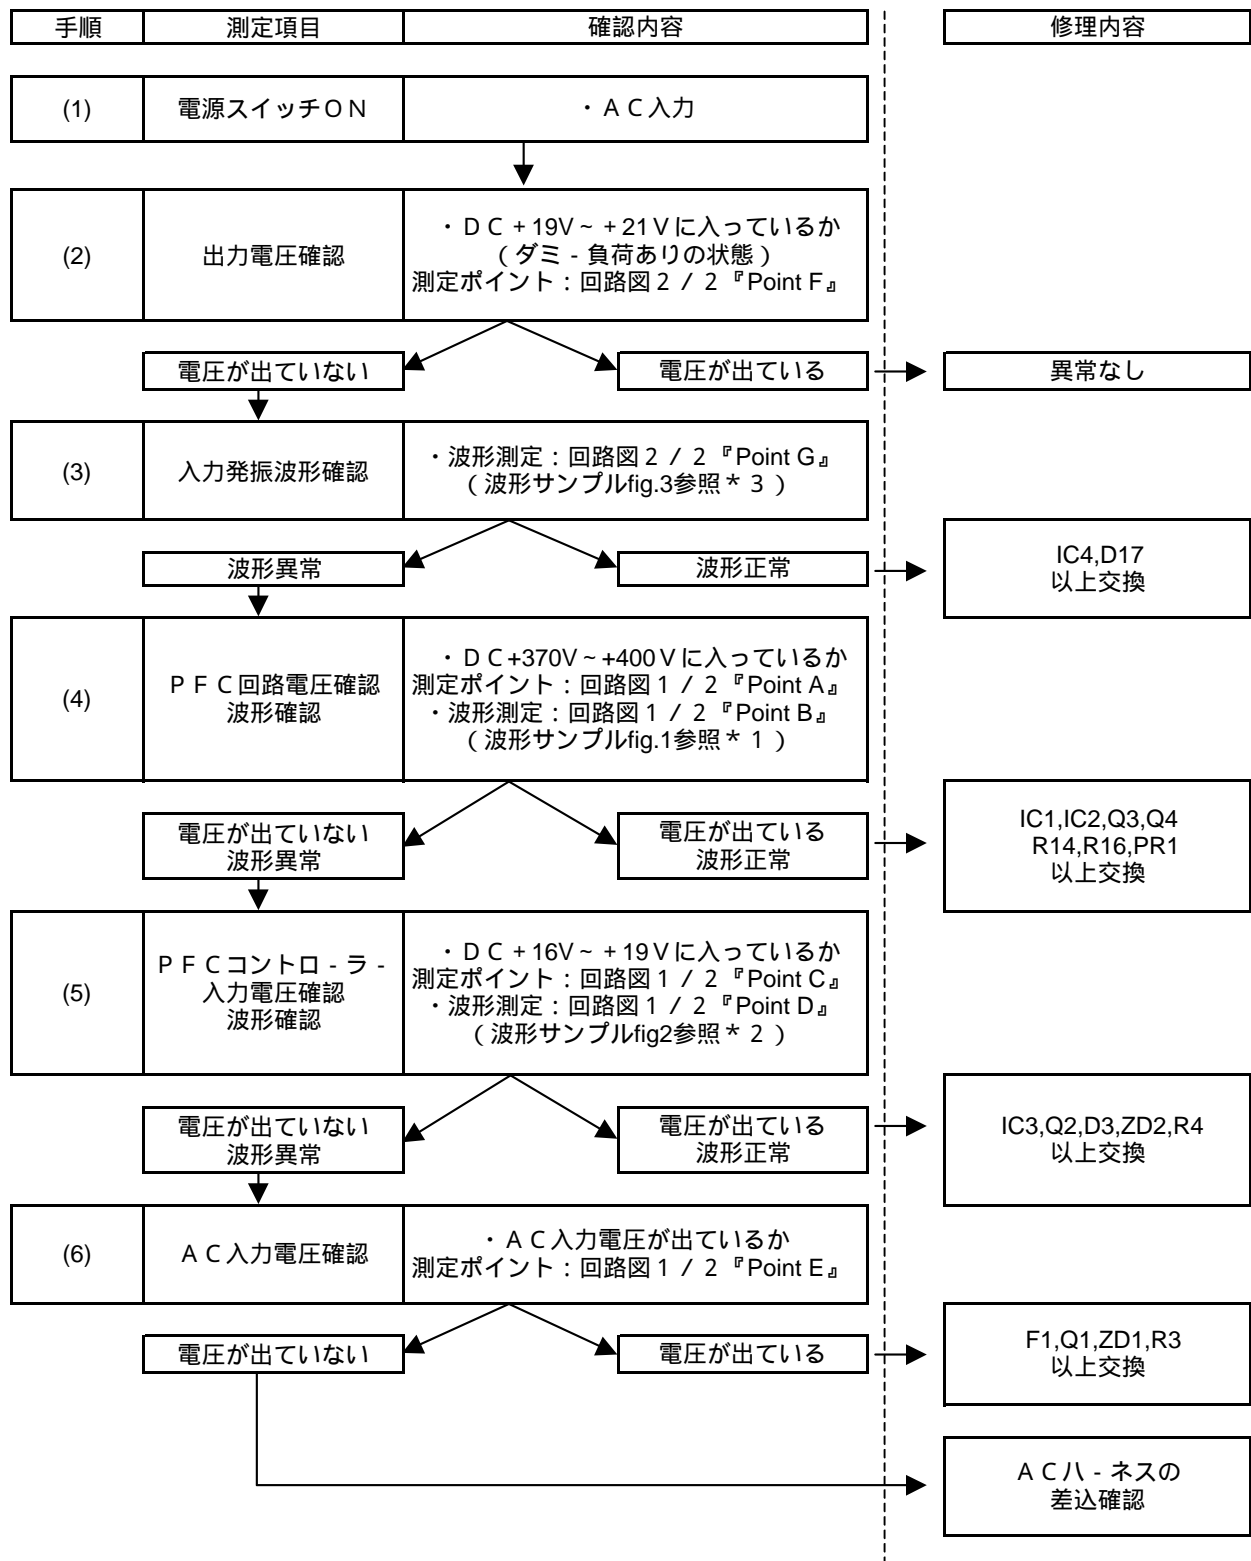 手順 測定項目 確認内容 修理内容
(1) 電源スイッチＯＮ ・ＡＣ入力
(2) 出力電圧確認
・ＤＣ+19V~+21Ｖに入っているか
（ダミ-負荷ありの状態）
測定ポイント：回路図２／２『Point F』
電圧が出ていない 電圧が出ている 異常なし
(3) 入力発振波形確認
・波形測定：回路図２／２『Point G』
（波形サンプルfig.3参照＊３）
波形異常 波形正常
IC4,D17
以上交換
(4)
ＰＦＣ回路電圧確認
波形確認
・ＤＣ+370V~+400Ｖに入っているか
測定ポイント：回路図１／２『Point A』
・波形測定：回路図１／２『Point B』
（波形サンプルfig.1参照＊１）
電圧が出ていない
波形異常
電圧が出ている
波形正常
IC1,IC2,Q3,Q4
R14,R16,PR1
以上交換
(5)
ＰＦＣコントロ-ラ-
入力電圧確認
波形確認
・ＤＣ+16V~+19Ｖに入っているか
測定ポイント：回路図１／２『Point C』
・波形測定：回路図１／２『Point D』
（波形サンプルfig2参照＊２）
電圧が出ていない
波形異常
電圧が出ている
波形正常
IC3,Q2,D3,ZD2,R4
以上交換
(6) ＡＣ入力電圧確認
・ＡＣ入力電圧が出ているか
測定ポイント：回路図１／２『Point E』
電圧が出ていない 電圧が出ている
F1,Q1,ZD1,R3
以上交換
ＡＣハ-ネスの
差込確認